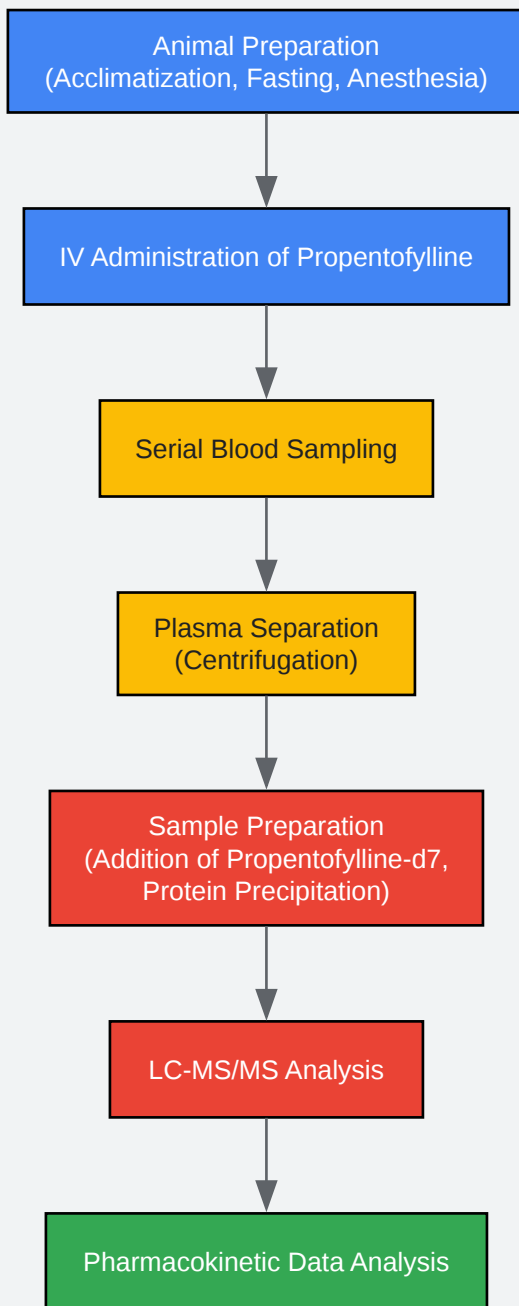 Animal Preparation
(Acclimatization, Fasting, Anesthesia)
IV Administration of Propentofylline
Serial Blood Sampling
Plasma Separation
(Centrifugation)
Sample Preparation
(Addition of Propentofylline-d7,
Protein Precipitation)
LC-MS/MS Analysis
Pharmacokinetic Data Analysis